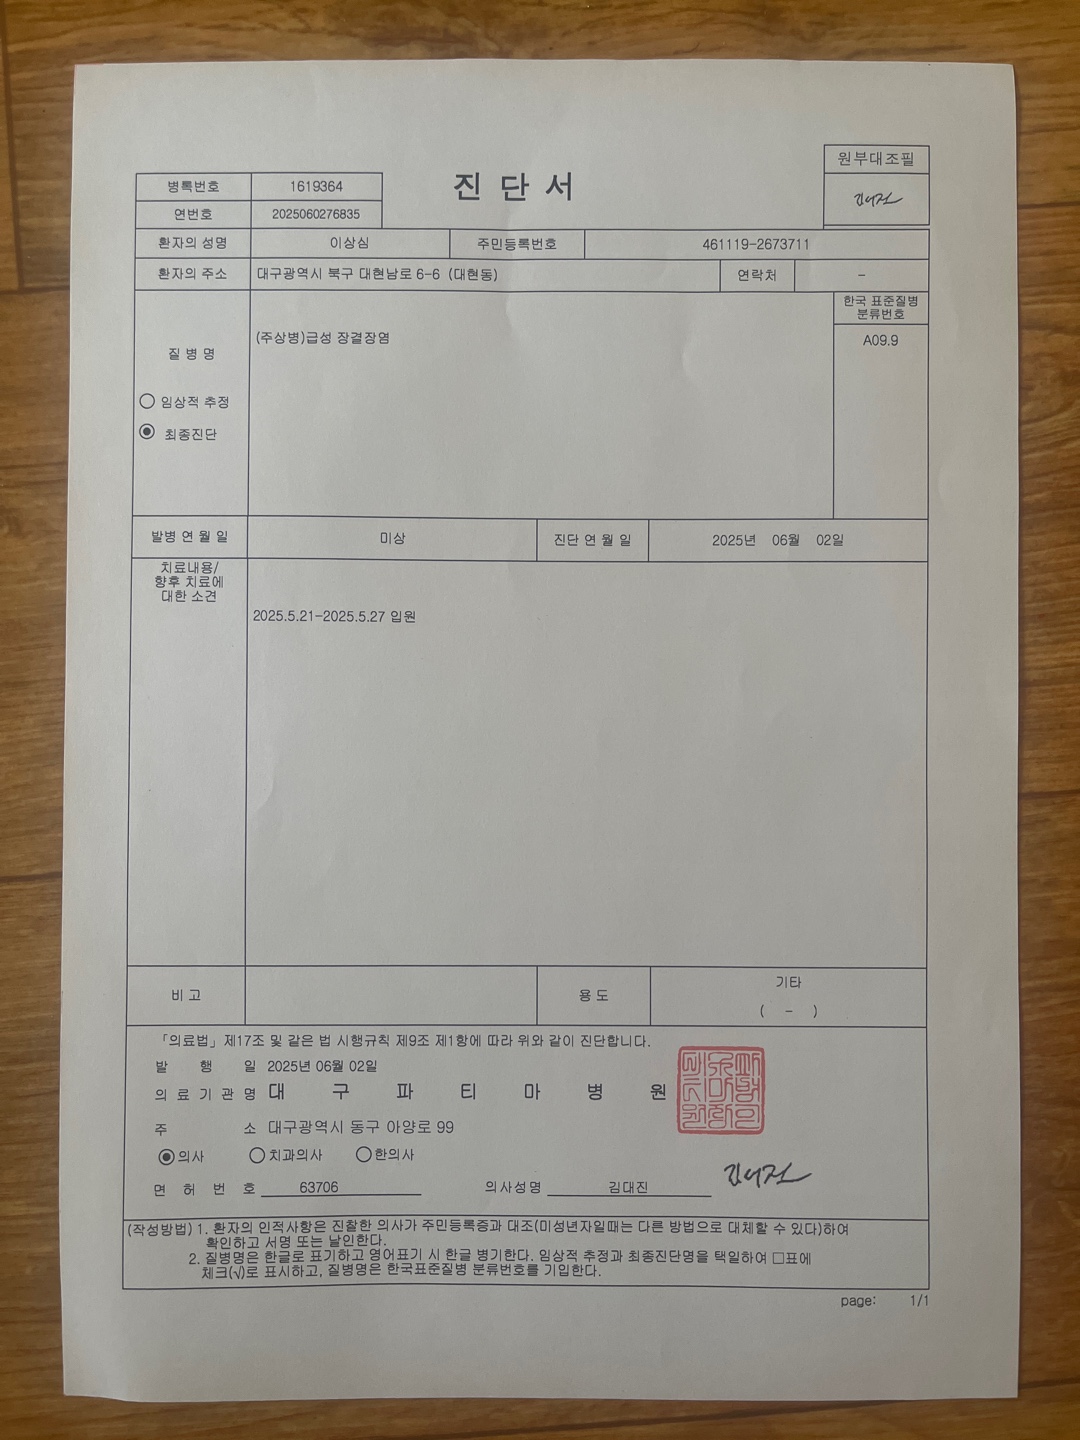 원부대조필
병록번호 1619364
진 단 서
연번호 2025060276835
환자의 성명 이상심 주민등록번호 461119-2673711
환자의 주소 대구광역시 북구 대현남로 6-6 (대현동) 연락처 -
한국 표준질병
분류번호
(주상병)급성 장결장염 A09.9
질 병 명
○ 임상적 추정
◉ 최종진단
발병 연 월 일 미상 진단 연 월 일 2025년 06월 02일
치료내용/
향후 치료에
대한 소견
2025.5.21-2025.5.27 입원
비 고 용 도 기타
( - )
「의료법」 제17조 및 같은 법 시행규칙 제9조 제1항에 따라 위와 같이 진단합니다.
발 행 일 2025년 06월 02일
의 료 기 관 명 대 구 파 티 마 병 원
주 소 대구광역시 동구 아양로 99
◉의사 ○치과의사 ○한의사
면 허 번 호 63706 의사성명 김대진
(작성방법) 1. 환자의 인적사항은 진찰한 의사가 주민등록증과 대조(미성년자일때는 다른 방법으로 대체할 수 있다)하여
확인하고 서명 또는 날인한다.
2. 질병명은 한글로 표기하고 영어표기 시 한글 병기한다. 임상적 추정과 최종진단명을 택일하여 □표에
체크(√)로 표시하고, 질병명은 한국표준질병 분류번호를 기입한다.
page: 1/1